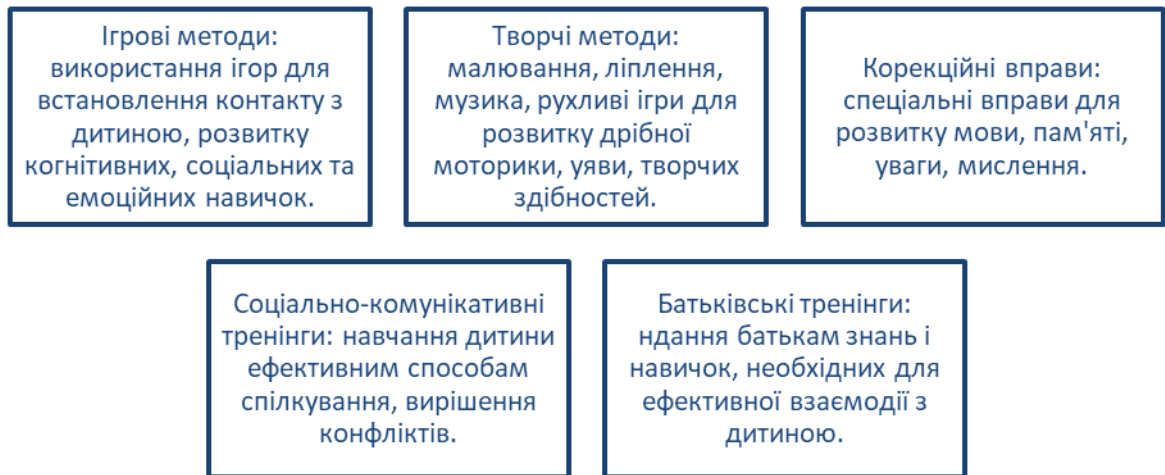 Ігрові методи:
використання ігор для
встановлення контакту з
дитиною, розвитку
когнітивних, соціальних та
емоційних навичок.
Творчі методи:
малювання, ліплення,
музика, рухливі ігри для
розвитку дрібної
моторики, уяви, творчих
здібностей.
Корекційні вправи:
спеціальні вправи для
розвитку мови, пам'яті,
уваги, мислення.
Соціально-комунікативні
тренінги: навчання дитини
ефективним способам
спілкування, вирішення
конфліктів.
Батьківські тренінги:
ндання батькам знань і
навичок, необхідних для
ефективної взаємодії з
дитиною.